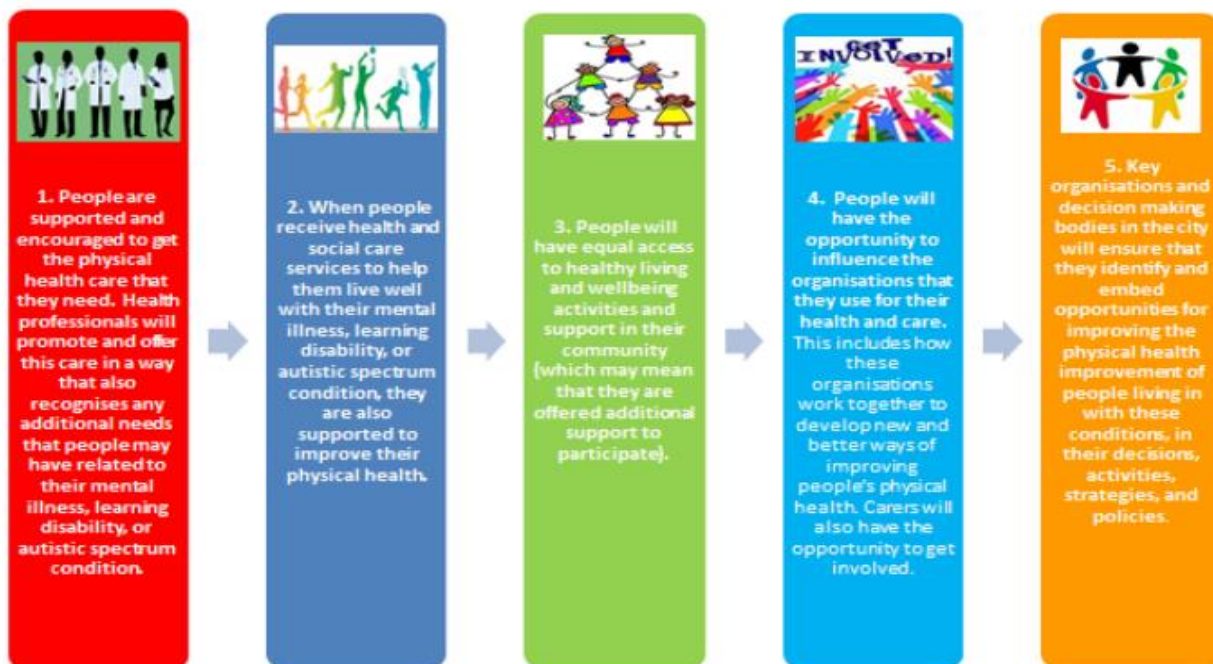 1. People are
supported and
encouraged to get
the physical
health care that
they need. Health
professionals will
promote and offer
this care in a way
that also
recognises any
additional needs
that people may
have related to
their mental
illness, learning
disability, or
autistic spectrum
condition.
2. When people
receive health and
social care
services to help
them live well
with their mental
illness, learning
disability, or
autistic spectrum
condition, they
are also
supported to
improve their
physical health.
3. People will
have equal access
to healthy living
and wellbeing
activities and
support in their
community
(which may mean
that they are
offered additional
support to
participate).
GET
INVOLVED!
4. People will
have the
opportunity to
influence the
organisations that
they use for their
health and care.
This includes how
these
organisations
work together to
develop new and
better ways of
improving
people's physical
health. Carers will
also have the
opportunity to get
involved.
5. Key
organisations and
decision making
bodies in the city
will ensure that
they identify and
embed
opportunities for
improving the
physical health
improvement of
people living in
with these
conditions, in
their decisions,
activities,
strategies, and
policies.